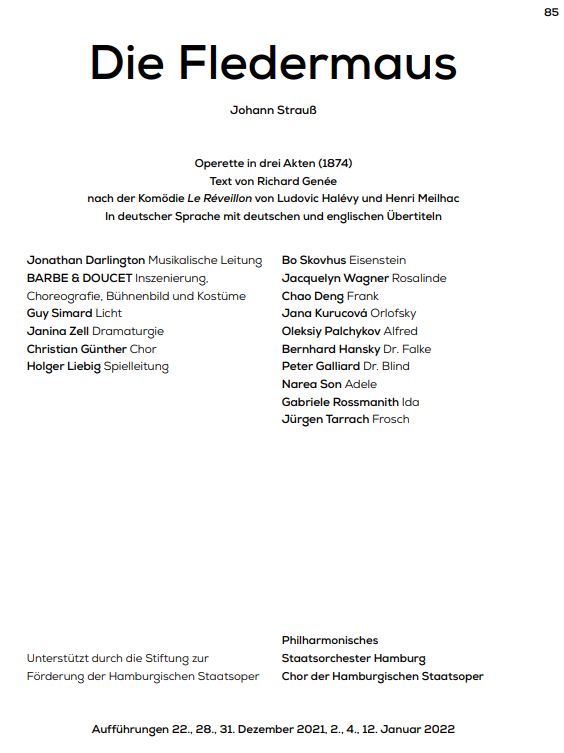 85
Die Fledermaus
Johann Strauß
Operette in drei Akten (1874)
Text von Richard Genée
nach der Komödie Le Réveillon von Ludovic Halévy und Henri Meilhac
In deutscher Sprache mit deutschen und englischen Übertiteln
Jonathan Darlington Musikalische Leitung
BARBE & DOUCET Inszenierung,
Choreografie, Bühnenbild und Kostüme
Guy Simard Licht
Janina Zell Dramaturgie
Christian Günther Chor
Holger Liebig Spielleitung
Bo Skovhus Eisenstein
Jacquelyn Wagner Rosalinde
Chao Deng Frank
Jana Kurucová Orlofsky
Oleksiy Palchykov Alfred
Bernhard Hansky Dr. Falke
Peter Galliard Dr. Blind
Narea Son Adele
Gabriele Rossmanith Ida
Jürgen Tarrach Frosch
Unterstützt durch die Stiftung zur
Förderung der Hamburgischen Staatsoper
Philharmonisches
Staatsorchester Hamburg
Chor der Hamburgischen Staatsoper
Aufführungen 22., 28., 31. Dezember 2021, 2., 4., 12. Januar 2022